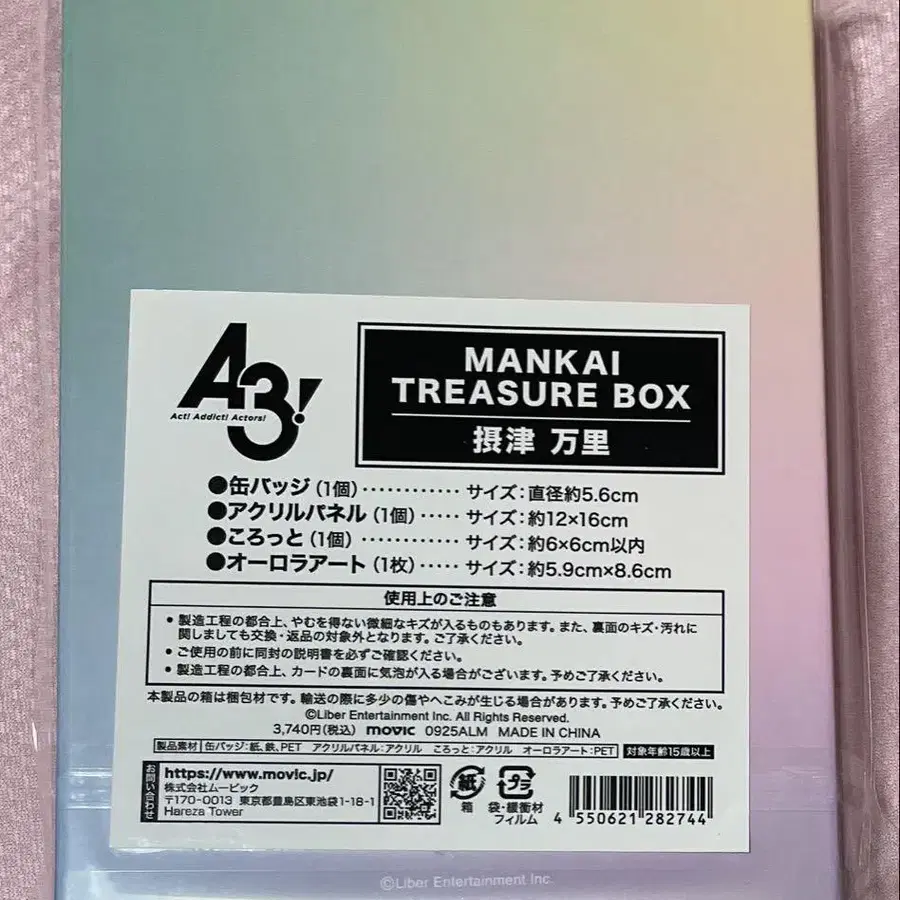 A3!
Act! Addict! Actors!
MANKAI
TREASURE BOX
摂津 万里
●缶バッジ(1個)············サイズ:直径約5.6cm
●アクリルパネル(1個)·····サイズ:約12×16cm
●ころっと(1個)············サイズ:約6×6cm以内
●オーロラアート(1枚)·····サイズ:約5.9cm×8.6cm
使用上のご注意
●製造工程の都合上、やむを得ない微細なキズが入るものもあります。また、裏面のキズ・汚れに
関しましても交換・返品の対象外となります。ご了承ください。
●ご使用の前に同封の説明書を必ずご確認ください。
●製造工程の都合上、カードの裏面に気泡が入る場合がございます。予めご了承ください。
本製品の箱は梱包材です。輸送の際に多少の傷やへこみが生じる場合があります。予めご了承ください。
©Liber Entertainment Inc. All Rights Reserved.
3,740円(税込) movic 0925ALM MADE IN CHINA
製品素材 缶バッジ:紙、鉄、PET アクリルパネル:アクリル ころっと:アクリル オーロラアート:PET 対象年齢15歳以上
お問い合わせ
https://www.movic.jp/
株式会社ムービック
〒170-0013 東京都豊島区東池袋1-18-1
Hareza Tower
紙
箱
プラ
袋・緩衝材
フィルム
4 550621 282744
©Liber Entertainment Inc.